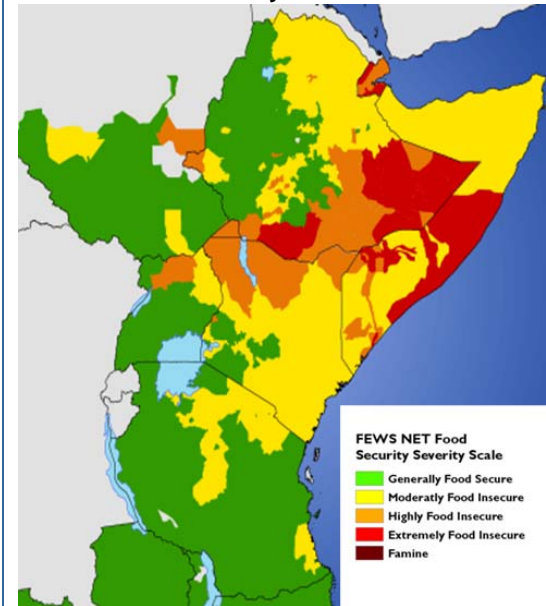 FEWS NET Food
Security Severity Scale
Generally Food Secure
Moderatly Food Insecure
Highly Food Insecure
Extremely Food Insecure
Famine